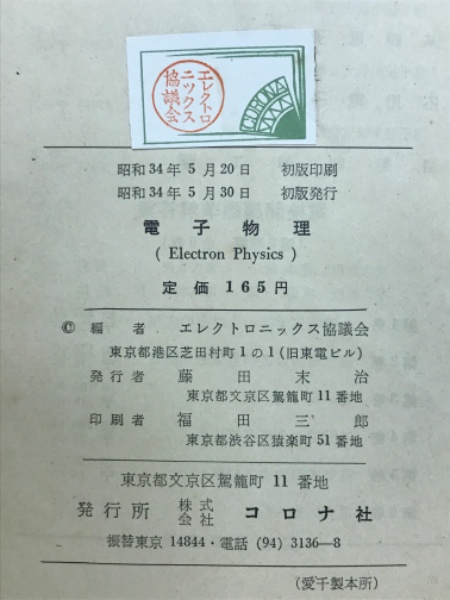 エレクトロ
ニックス
協議会
CORONA
昭和34年5月20日 初版印刷
昭和34年5月30日 初版発行
電子物理
( Electron Physics )
定価 165円
© 編者 エレクトロニックス協議会
東京都港区芝田村町1の1(旧東電ビル)
発行者 藤田末治
東京都文京区駕籠町11番地
印刷者 福田三郎
東京都渋谷区猿楽町51番地
東京都文京区駕籠町 11 番地
発行所 株式会社 コロナ社
振替東京 14844・電話 (94) 3136―8
(愛千製本所)